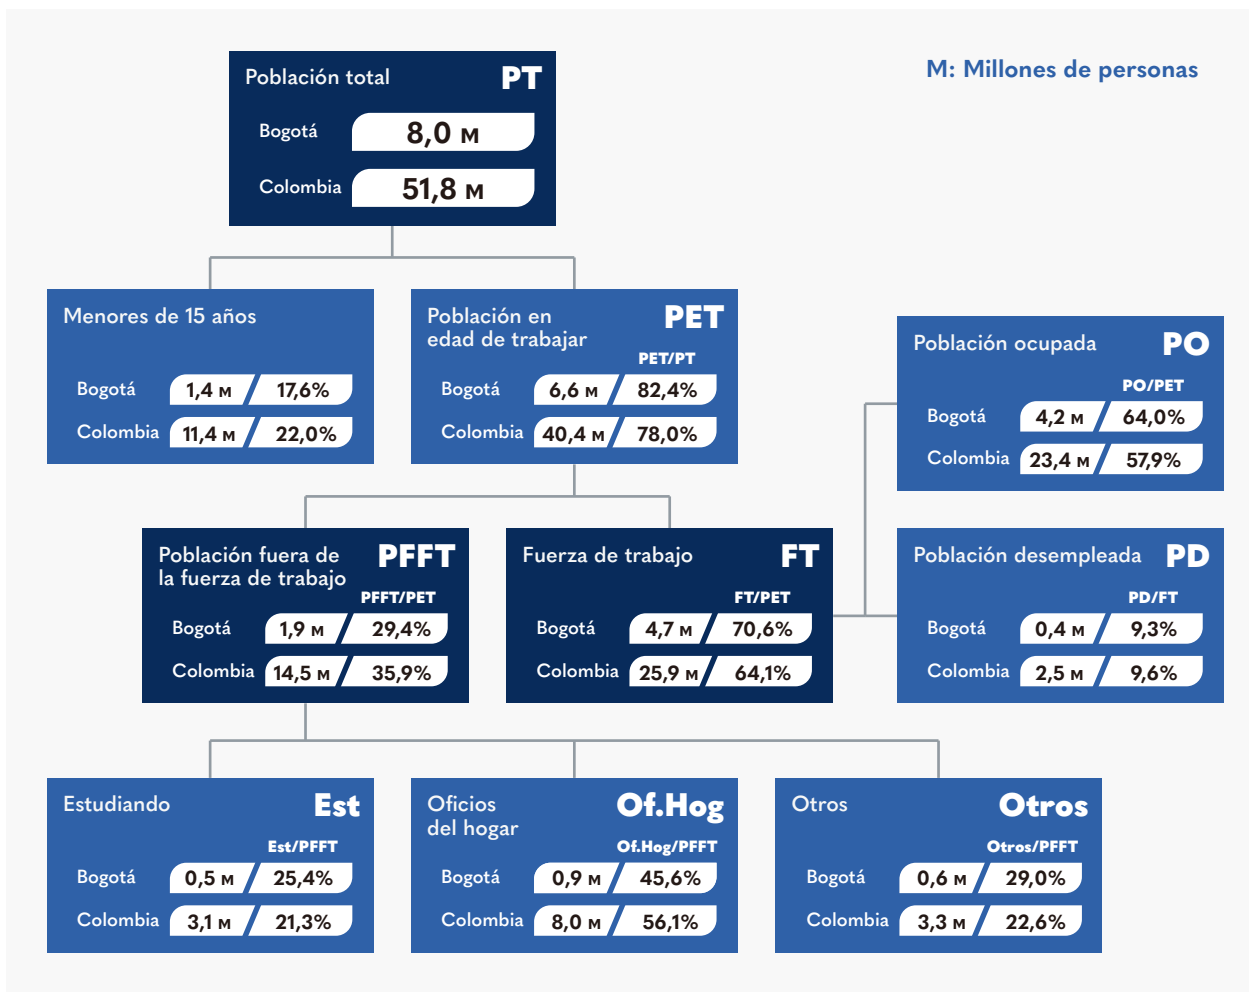 Población total PT
M: Millones de personas
Bogotá 8,0 M
Colombia 51,8 M
Menores de 15 años
Bogotá 1,4 M 17,6%
Colombia 11,4 M 22,0%
Población en PET
edad de trabajar
PET/PT
Bogotá 6,6 M 82,4%
Colombia 40,4 M 78,0%
Población ocupada PO
PO/PET
Bogotá 4,2 M 64,0%
Colombia 23,4 M 57,9%
Población fuera de PFFT
la fuerza de trabajo
PFFT/PET
Bogotá 1,9 M 29,4%
Colombia 14,5 M 35,9%
Fuerza de trabajo FT
FT/PET
Bogotá 4,7 M 70,6%
Colombia 25,9 M 64,1%
Población desempleada PD
PD/FT
Bogotá 0,4 M 9,3%
Colombia 2,5 M 9,6%
Estudiando Est
Est/PFFT
Bogotá 0,5 M 25,4%
Colombia 3,1 M 21,3%
Oficios Of.Hog
del hogar
Of.Hog/PFFT
Bogotá 0,9 M 45,6%
Colombia 8,0 M 56,1%
Otros Otros
Otros/PFFT
Bogotá 0,6 M 29,0%
Colombia 3,3 M 22,6%